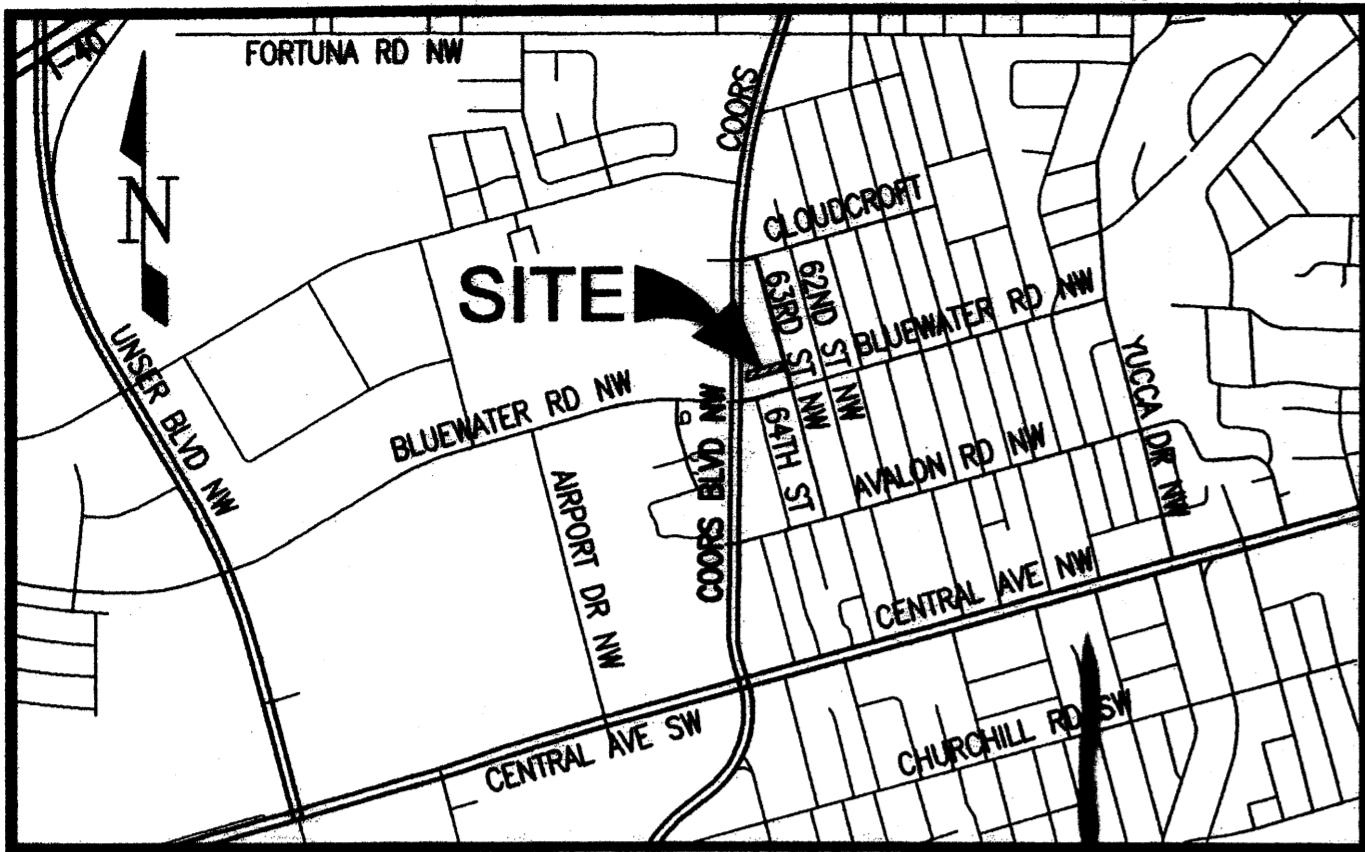 I-40
FORTUNA RD NW
COORS
N
CLOUDCROFT
SITE
63RD ST NW
62ND ST NW
BLUEWATER RD NW
UNSER BLVD NW
BLUEWATER RD NW
COORS BLVD NW
64TH ST
YUCCA DR NW
AVALON RD NW
AIRPORT DR NW
CENTRAL AVE NW
CENTRAL AVE SW
CHURCHILL RD SW